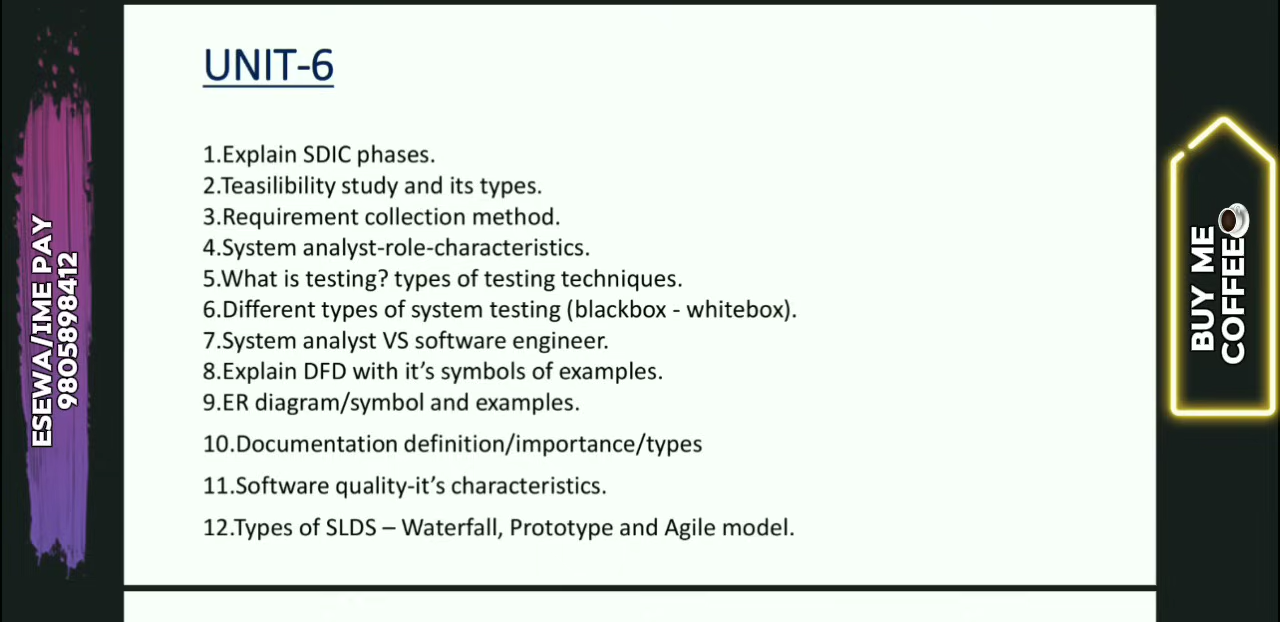 UNIT-6
1.Explain SDIC phases.
2.Teasilibility study and its types.
3.Requirement collection method.
4.System analyst-role-characteristics.
5.What is testing? types of testing techniques.
6.Different types of system testing (blackbox - whitebox).
7.System analyst VS software engineer.
8.Explain DFD with it’s symbols of examples.
9.ER diagram/symbol and examples.
10.Documentation definition/importance/types
11.Software quality-it’s characteristics.
12.Types of SLDS – Waterfall, Prototype and Agile model.
ESEWA/IME PAY
9805898412
BUY ME
COFFEE